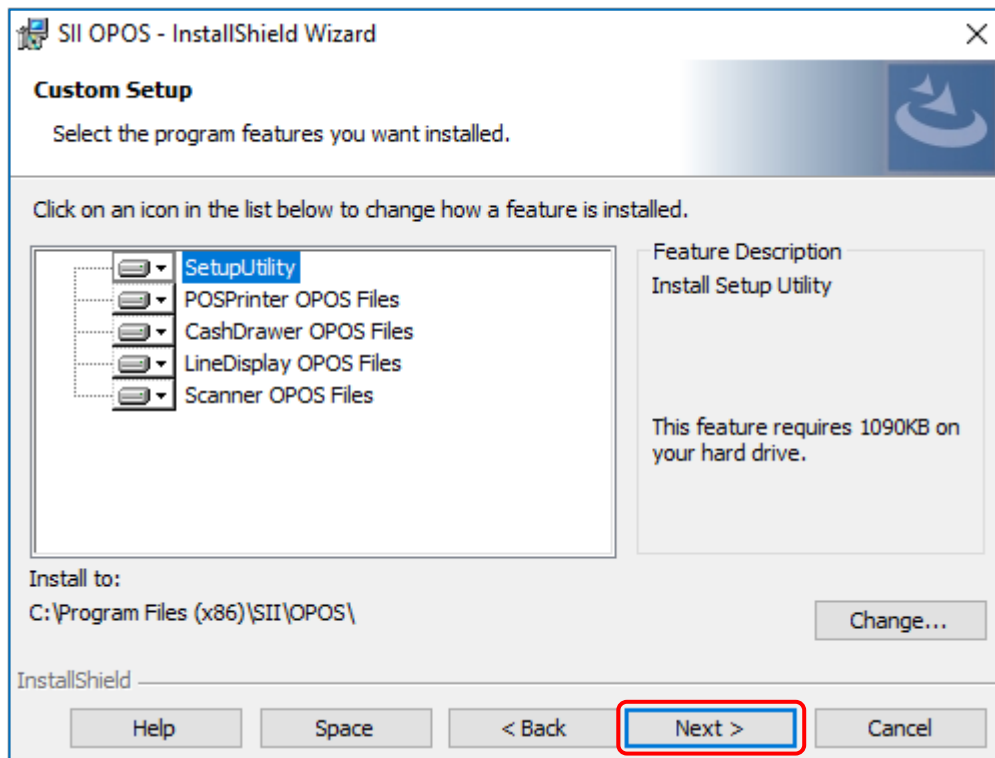 SII OPOS - InstallShield Wizard
Custom Setup
Select the program features you want installed.
Click on an icon in the list below to change how a feature is installed.
SetupUtility
POSPrinter OPOS Files
CashDrawer OPOS Files
LineDisplay OPOS Files
Scanner OPOS Files
Feature Description
Install Setup Utility
This feature requires 1090KB on
your hard drive.
Install to:
C:\Program Files (x86)\SII\OPOS\
Change...
InstallShield
Help
Space
< Back
Next >
Cancel